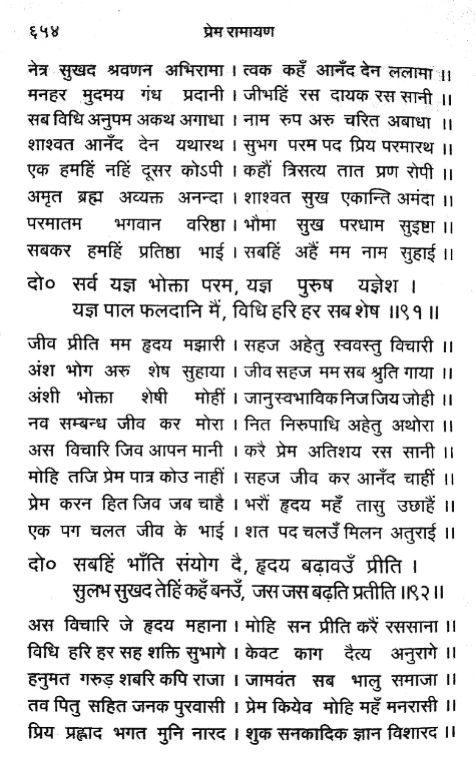 ६५४ प्रेम रामायण
नेत्र सुखद श्रवणन अभिरामा । त्वक कहँ आनँद देन ललामा ॥
मनहर मुदमय गंध प्रदानी । जीभहिं रस दायक रस सानी ॥
सब विधि अनुपम अकथ अगाधा । नाम रुप अरु चरित अबाधा ॥
शाश्वत आनँद देन यथारथ । सुभग परम पद प्रिय परमारथ ॥
एक हमहिं नहिं दूसर कोऽपी । कहौं त्रिसत्य तात प्रण रोपी ॥
अमृत ब्रह्म अव्यक्त अनन्दा । शाश्वत सुख एकान्ति अमंदा ॥
परमातम भगवान वरिष्ठा । भौमा सुख परधाम सुइष्टा ॥
सबकर हमहिं प्रतिष्ठा भाई । सबहिं अहैं मम नाम सुहाई ॥
दो० सर्व यज्ञ भोक्ता परम, यज्ञ पुरुष यज्ञेश ।
यज्ञ पाल फलदानि मैं, विधि हरि हर सब शेष ॥९१॥
जीव प्रीति मम हृदय मझारी । सहज अहेतु स्ववस्तु विचारी ॥
अंश भोग अरु शेष सुहाया । जीव सहज मम सब श्रुति गाया ॥
अंशी भोक्ता शेषी मोहीं । जानु स्वभाविक निज जिय जोही ॥
नव सम्बन्ध जीव कर मोरा । नित निरुपाधि अहेतु अथोरा ॥
अस विचारि जिव आपन मानी । करै प्रेम अतिशय रस सानी ॥
मोहि तजि प्रेम पात्र कोउ नाहीं । सहज जीव कर आनँद चाहीं ॥
प्रेम करन हित जिव जब चाहै । भरौं हृदय महँ तासु उछाहैं ॥
एक पग चलत जीव के भाई । शत पद चलउँ मिलन अतुराई ॥
दो० सबहिं भाँति संयोग दै, हृदय बढ़ावउँ प्रीति ।
सुलभ सुखद तेहिं कहँ बनउँ, जस जस बढ़ति प्रतीति ॥९२॥
अस विचारि जे हृदय महाना । मोहि सन प्रीति करैं रससाना ॥
विधि हरि हर सह शक्ति सुभागे । केवट काग दैत्य अनुरागे ॥
हनुमत गरुड़ शबरि कपि राजा । जामवंत सब भालु समाजा ॥
तव पितु सहित जनक पुरवासी । प्रेम कियेव मोहि महँ मनरासी ॥
प्रिय प्रह्लाद भगत मुनि नारद । शुक सनकादिक ज्ञान विशारद ॥